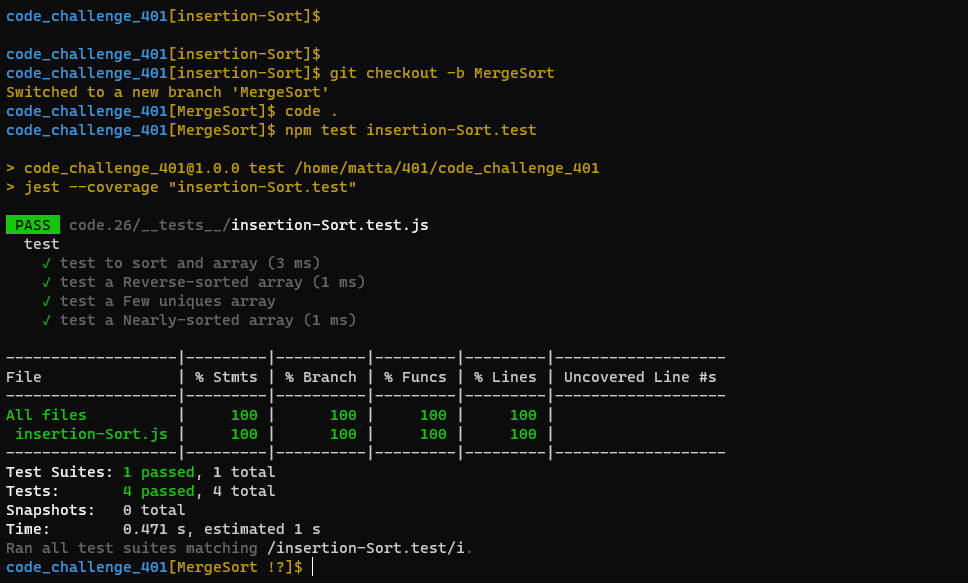 code_challenge_401[insertion-Sort]$
code_challenge_401[insertion-Sort]$
code_challenge_401[insertion-Sort]$ git checkout -b MergeSort
Switched to a new branch 'MergeSort'
code_challenge_401[MergeSort]$ code .
code_challenge_401[MergeSort]$ npm test insertion-Sort.test
> code_challenge_401@1.0.0 test /home/matta/401/code_challenge_401
> jest --coverage "insertion-Sort.test"
PASS code.26/__tests__/insertion-Sort.test.js
test
√ test to sort and array (3 ms)
√ test a Reverse-sorted array (1 ms)
√ test a Few uniques array
√ test a Nearly-sorted array (1 ms)
-------------------|---------|----------|---------|---------|-------------------
File | % Stmts | % Branch | % Funcs | % Lines | Uncovered Line #s
-------------------|---------|----------|---------|---------|-------------------
All files | 100 | 100 | 100 | 100 |
insertion-Sort.js | 100 | 100 | 100 | 100 |
-------------------|---------|----------|---------|---------|-------------------
Test Suites: 1 passed, 1 total
Tests: 4 passed, 4 total
Snapshots: 0 total
Time: 0.471 s, estimated 1 s
Ran all test suites matching /insertion-Sort.test/i.
code_challenge_401[MergeSort !?]$